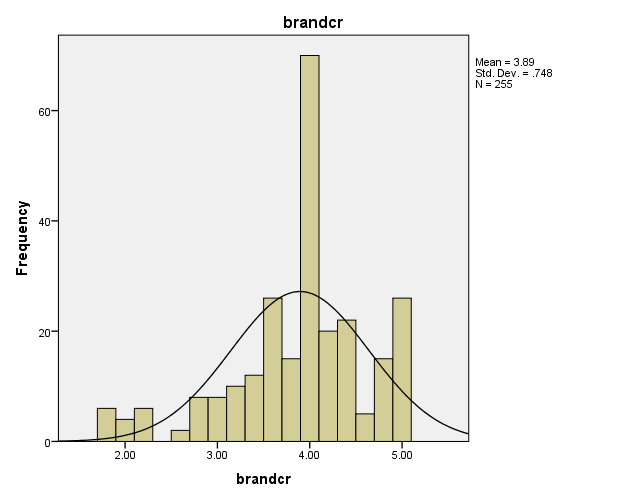 brandcr
Mean = 3.89
Std. Dev. = .748
N = 255
Frequency
60
40
20
0
2.00 3.00 4.00 5.00
brandcr